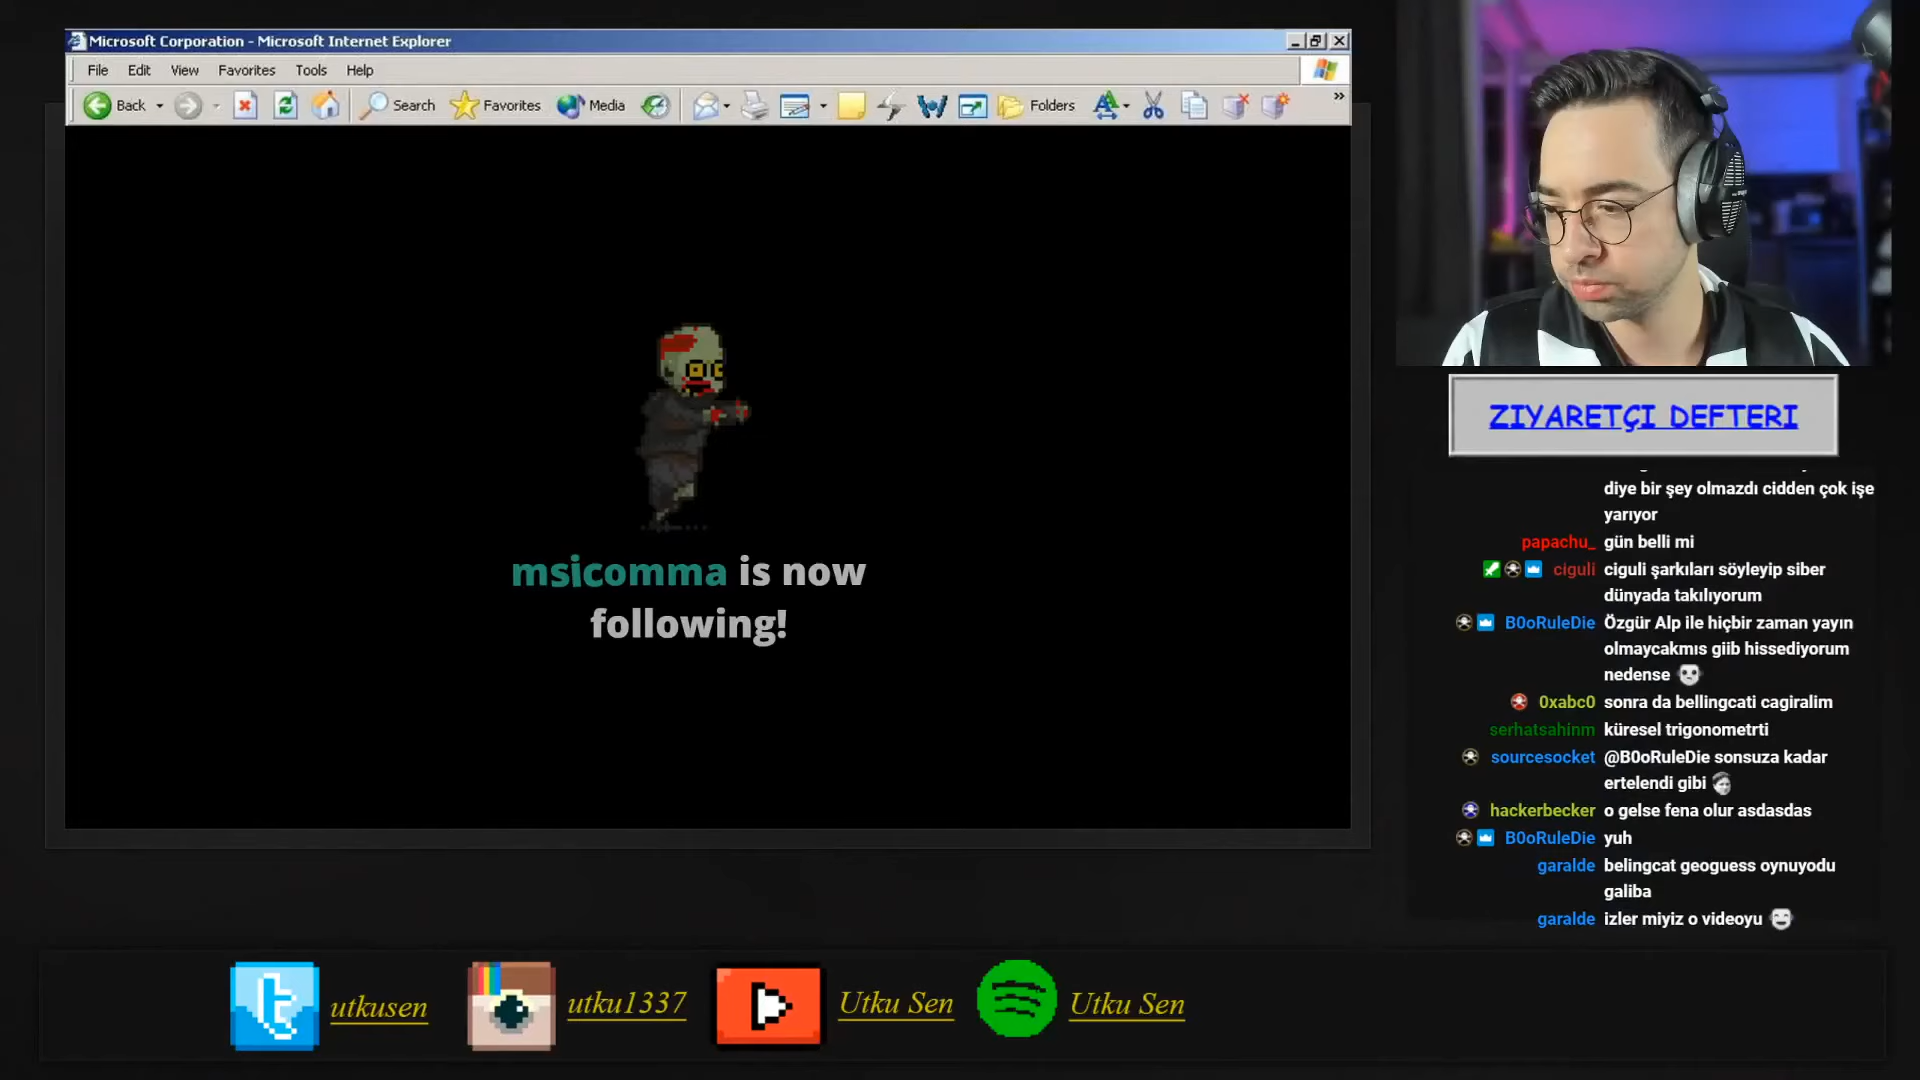 Microsoft Corporation - Microsoft Internet Explorer
File Edit View Favorites Tools Help
Back Search Favorites Media Folders
msicomma is now
following!
ZIYARETÇI DEFTERI
diye bir şey olmazdı cidden çok işe
yarıyor
papachu_ gün belli mi
ciguli ciguli şarkıları söyleyip siber
dünyada takılıyorum
B0oRuleDie Özgür Alp ile hiçbir zaman yayın
olmaycakmıs giib hissediyorum
nedense
0xabc0 sonra da bellingcati cagiralim
serhatsahinm küresel trigonometrti
sourcesocket @B0oRuleDie sonsuza kadar
ertelendi gibi
hackerbecker o gelse fena olur asdasdas
B0oRuleDie yuh
garalde belingcat geoguess oynuyodu
galiba
garalde izler miyiz o videoyu
utkusen utku1337 Utku Sen Utku Sen